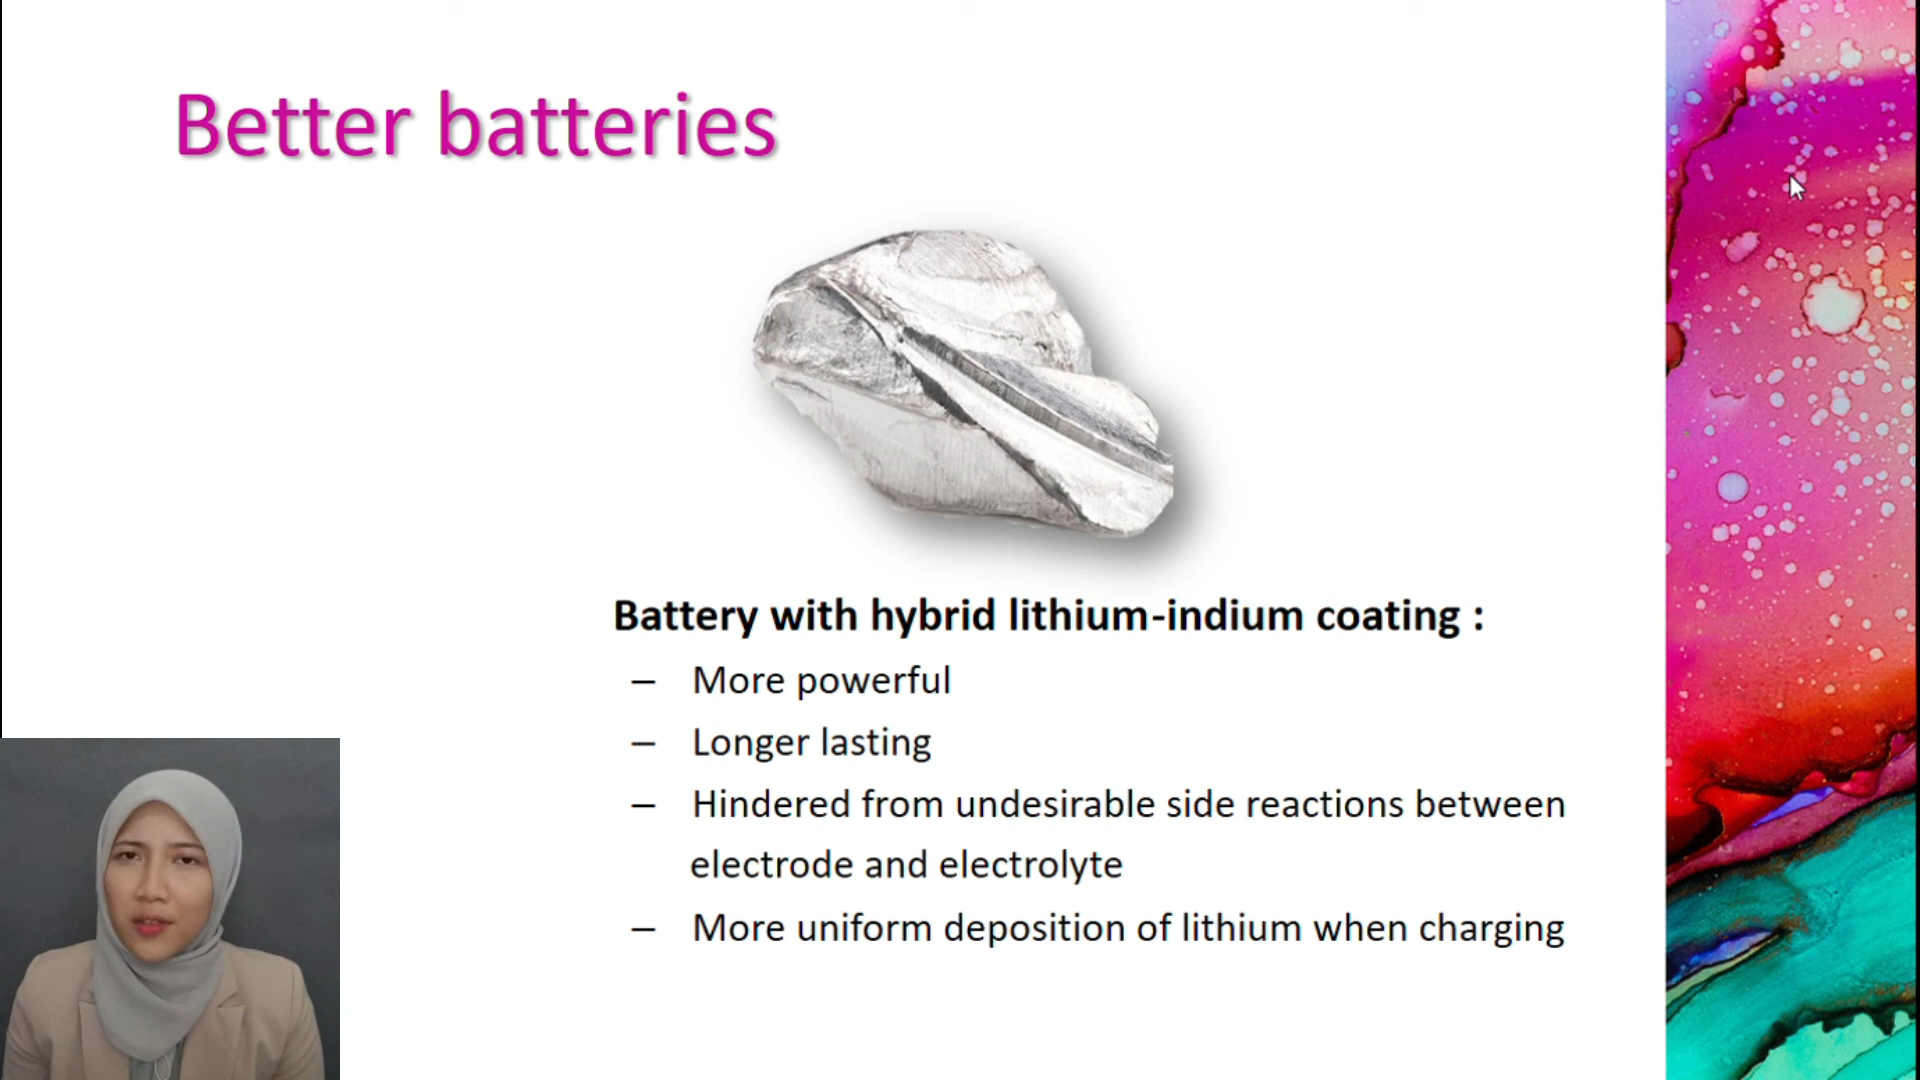 Better batteries
Battery with hybrid lithium-indium coating :
– More powerful
– Longer lasting
– Hindered from undesirable side reactions between
electrode and electrolyte
– More uniform deposition of lithium when charging